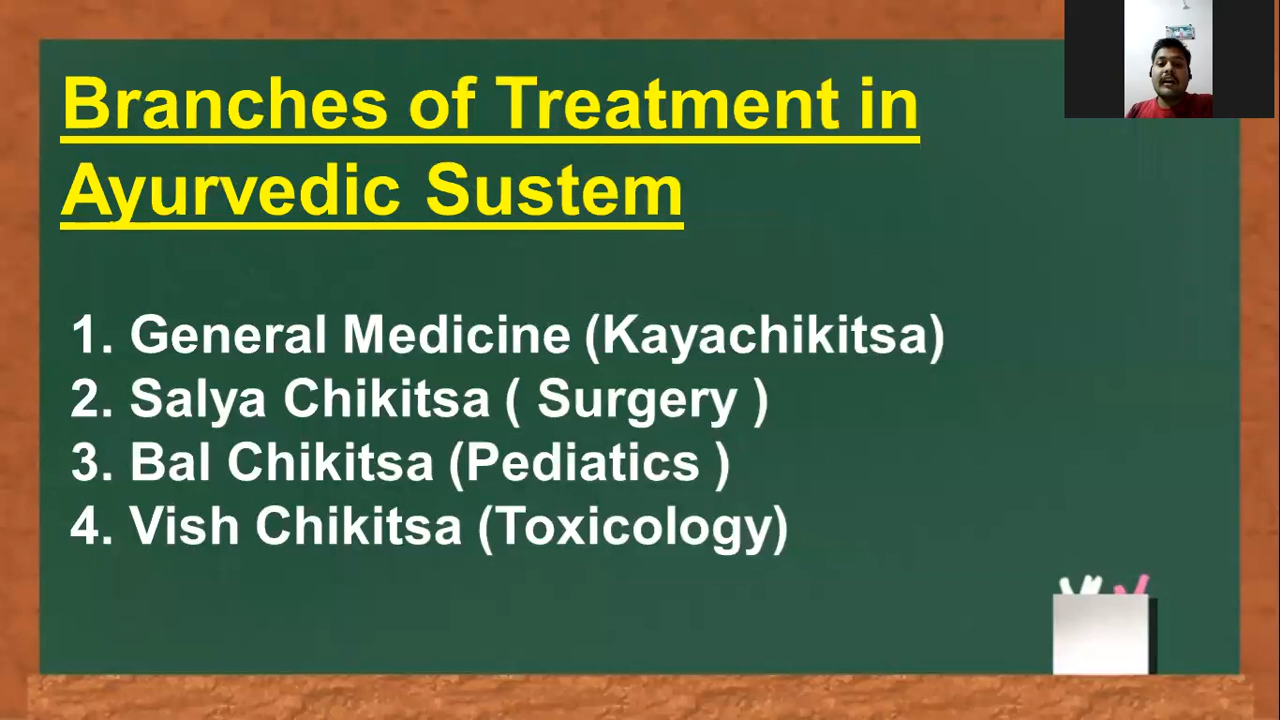 Branches of Treatment in
Ayurvedic Sustem
1. General Medicine (Kayachikitsa)
2. Salya Chikitsa ( Surgery )
3. Bal Chikitsa (Pediatics )
4. Vish Chikitsa (Toxicology)